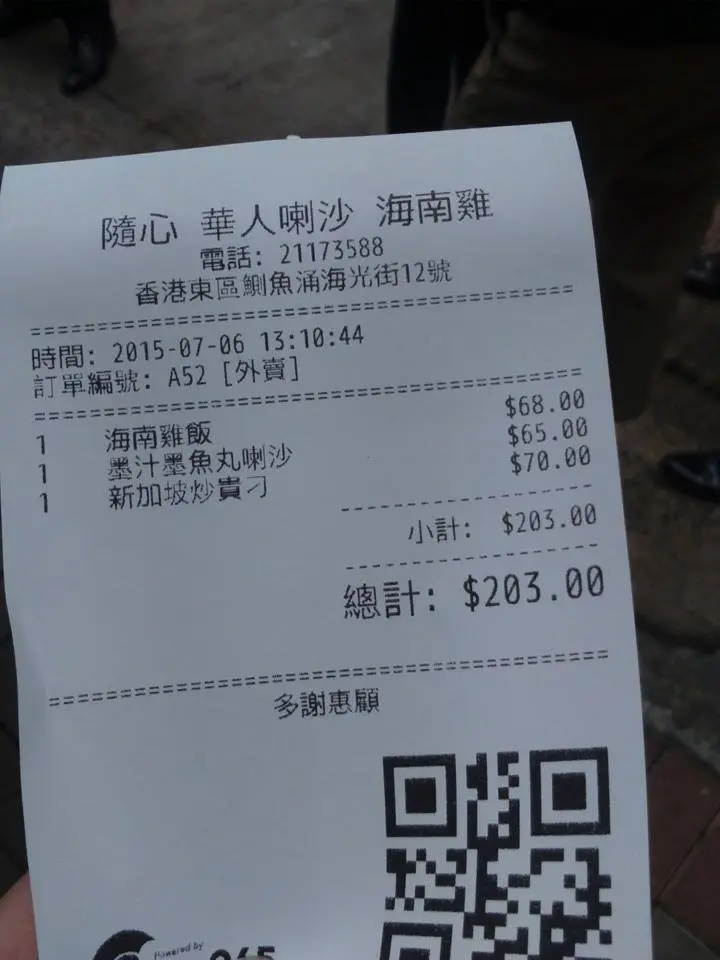 隨心 華人喇沙 海南雞
電話: 21173588
香港東區鰂魚涌海光街12號
時間: 2015-07-06 13:10:44
訂單編號: A52 [外賣]
1 海南雞飯 $68.00
1 墨汁墨魚丸喇沙 $65.00
1 新加坡炒貴刁 $70.00
小計: $203.00
總計: $203.00
多謝惠顧
Powered by